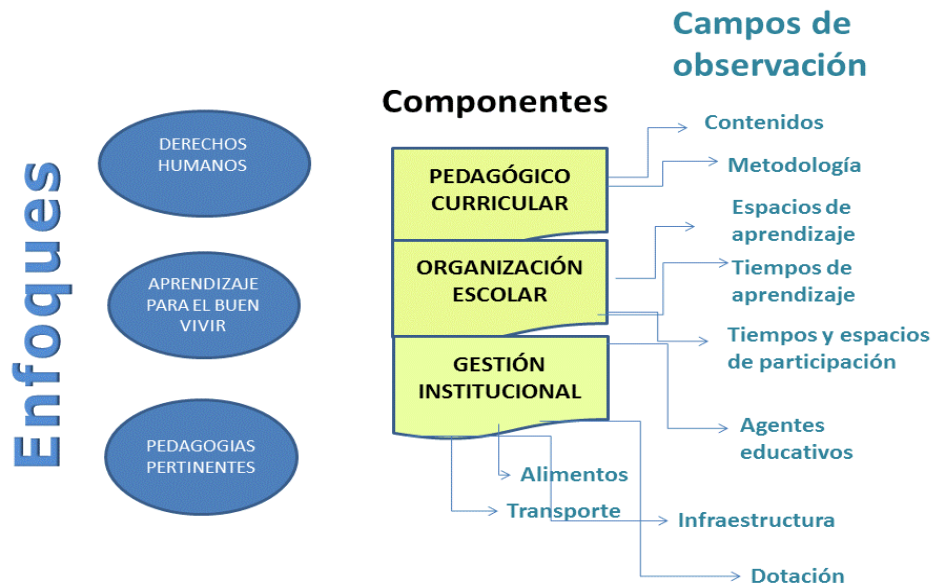 Enfoques
DERECHOS
HUMANOS
APRENDIZAJE
PARA EL BUEN
VIVIR
PEDAGOGIAS
PERTINENTES
Componentes
PEDAGÓGICO
CURRICULAR
ORGANIZACIÓN
ESCOLAR
GESTIÓN
INSTITUCIONAL
Campos de
observación
Contenidos
Metodología
Espacios de
aprendizaje
Tiempos de
aprendizaje
Tiempos y espacios
de participación
Agentes
educativos
Alimentos
Transporte
Infraestructura
Dotación